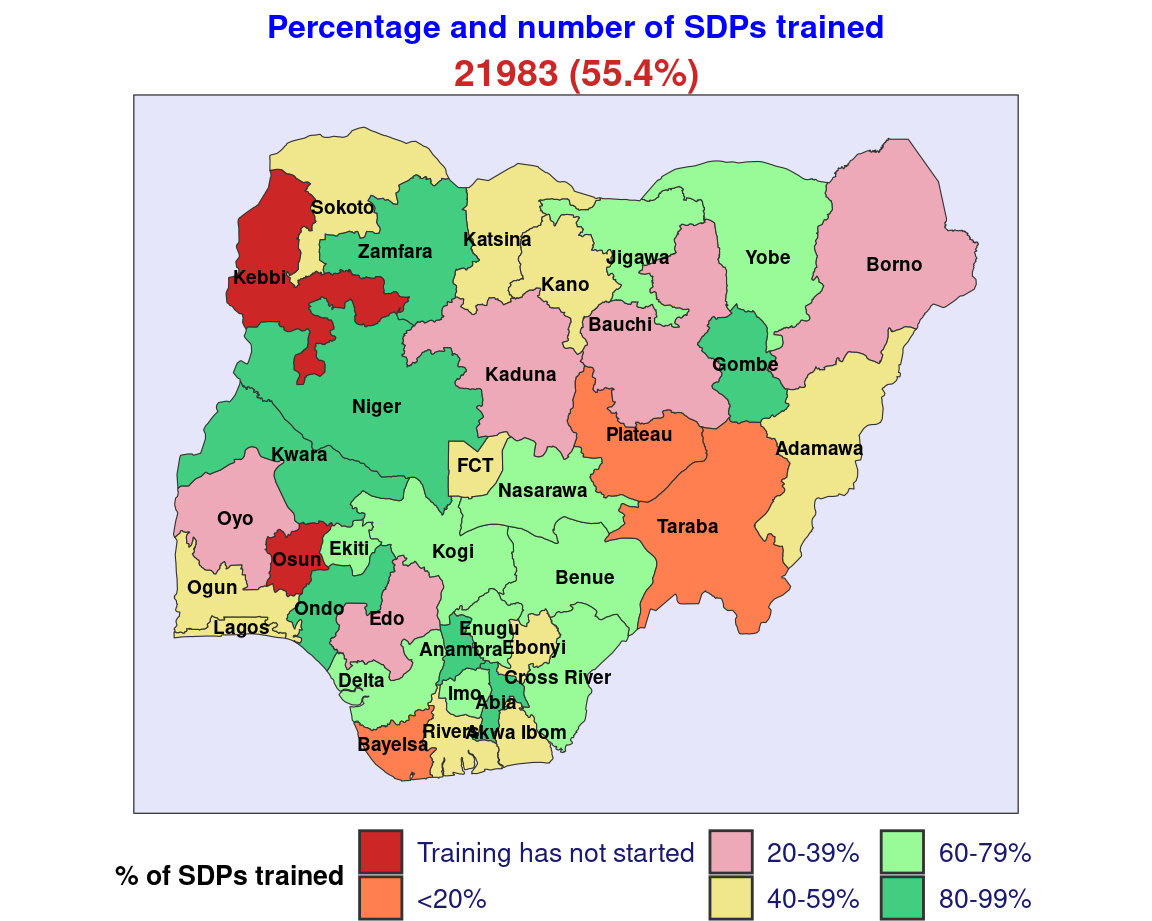 Percentage and number of SDPs trained
21983 (55.4%)
Sokoto
Katsina
Zamfara
Jigawa
Yobe
Borno
Kebbi
Kano
Bauchi
Gombe
Kaduna
Niger
Plateau
Adamawa
Kwara
FCT
Nasarawa
Oyo
Taraba
Ekiti
Kogi
Osun
Benue
Ogun
Ondo
Edo
Lagos
Enugu
Anambra
Ebonyi
Delta
Cross River
Imo
Abia
Rivers
Akwa Ibom
Bayelsa
% of SDPs trained
Training has not started
<20%
20-39%
40-59%
60-79%
80-99%